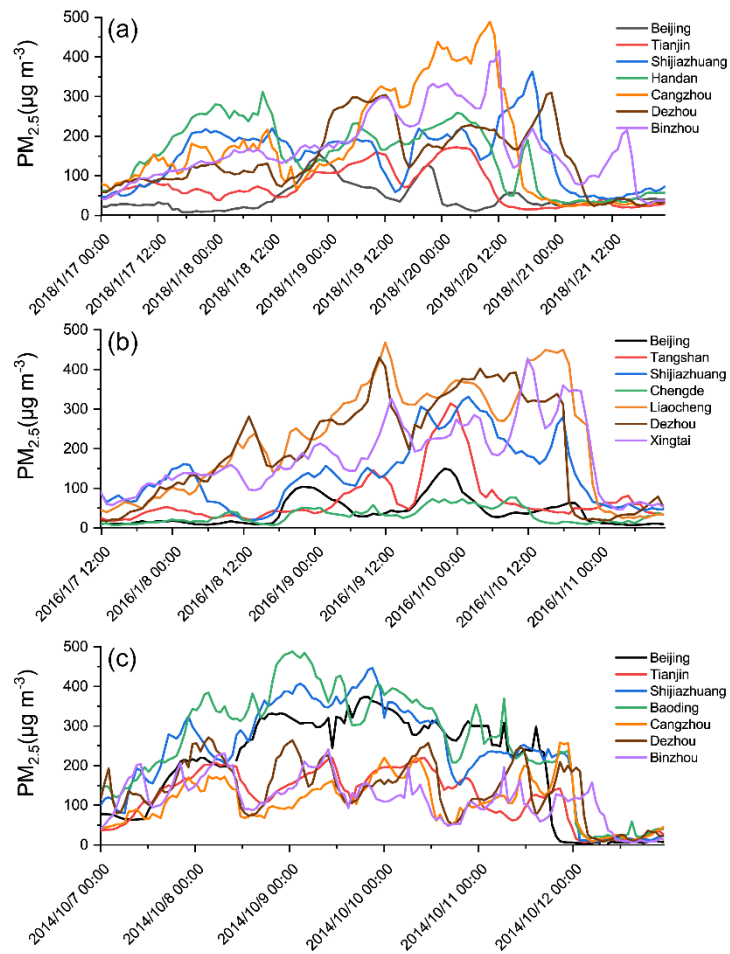 (a)
PM2.5(µg m-3)
500
400
300
200
100
0
Beijing
Tianjin
Shijiazhuang
Handan
Cangzhou
Dezhou
Binzhou
2018/1/17 00:00
2018/1/17 12:00
2018/1/18 00:00
2018/1/18 12:00
2018/1/19 00:00
2018/1/19 12:00
2018/1/20 00:00
2018/1/20 12:00
2018/1/21 00:00
2018/1/21 12:00
(b)
PM2.5(µg m-3)
500
400
300
200
100
0
Beijing
Tangshan
Shijiazhuang
Chengde
Liaocheng
Dezhou
Xingtai
2016/1/7 12:00
2016/1/8 00:00
2016/1/8 12:00
2016/1/9 00:00
2016/1/9 12:00
2016/1/10 00:00
2016/1/10 12:00
2016/1/11 00:00
(c)
PM2.5(µg m-3)
500
400
300
200
100
0
Beijing
Tianjin
Shijiazhuang
Baoding
Cangzhou
Dezhou
Binzhou
2014/10/7 00:00
2014/10/8 00:00
2014/10/9 00:00
2014/10/10 00:00
2014/10/11 00:00
2014/10/12 00:00